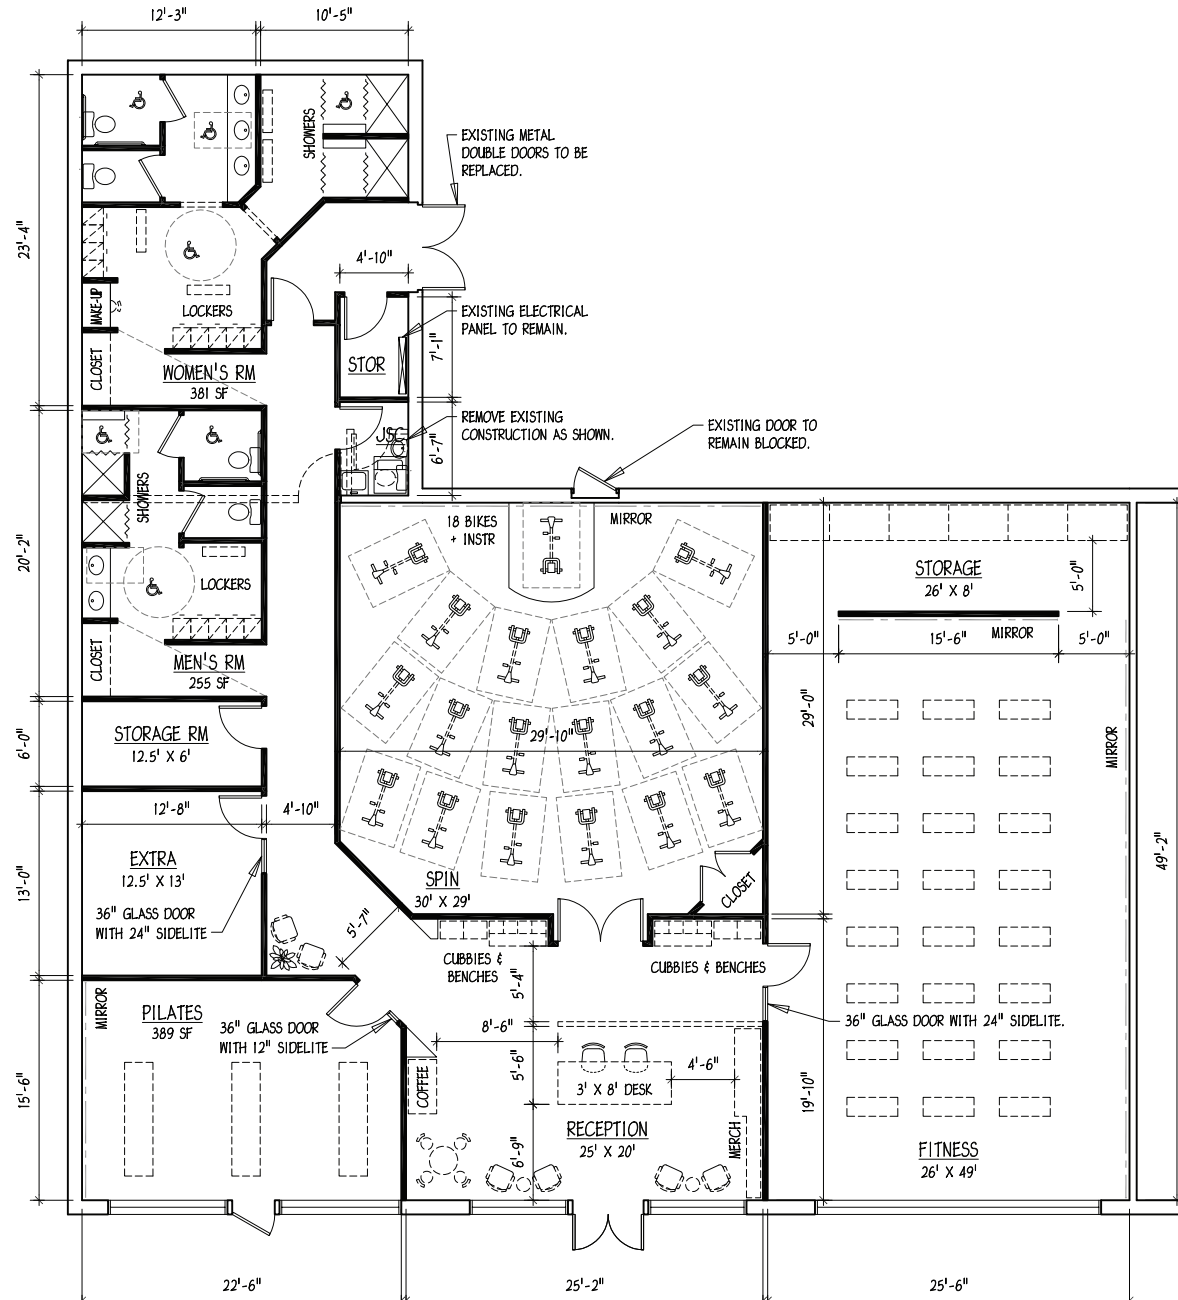 12'-3"
10'-5"
SHOWERS
EXISTING METAL
DOUBLE DOORS TO BE
REPLACED.
23'-4"
4'-10"
MAKE-UP
LOCKERS
EXISTING ELECTRICAL
PANEL TO REMAIN.
7'-1"
STOR
CLOSET
WOMEN'S RM
381 SF
REMOVE EXISTING
CONSTRUCTION AS SHOWN.
6'-7"
EXISTING DOOR TO
REMAIN BLOCKED.
SHOWERS
18 BIKES
+ INSTR
MIRROR
20'-2"
LOCKERS
STORAGE
26' X 8'
5'-0"
CLOSET
MEN'S RM
255 SF
5'-0"
15'-6"
MIRROR
5'-0"
6'-0"
STORAGE RM
12.5' X 6'
29'-10"
29'-0"
MIRROR
12'-8"
4'-10"
13'-0"
EXTRA
12.5' X 13'
36" GLASS DOOR
WITH 24" SIDELITE
SPIN
30' X 29'
CLOSET
49'-2"
5'-7"
CUBBIES &
BENCHES
5'-4"
CUBBIES & BENCHES
MIRROR
PILATES
389 SF
36" GLASS DOOR
WITH 12" SIDELITE
8'-6"
36" GLASS DOOR WITH 24" SIDELITE.
5'-6"
4'-6"
COFFEE
3' X 8' DESK
15'-6"
19'-10"
RECEPTION
25' X 20'
MERCH
6'-9"
FITNESS
26' X 49'
22'-6"
25'-2"
25'-6"